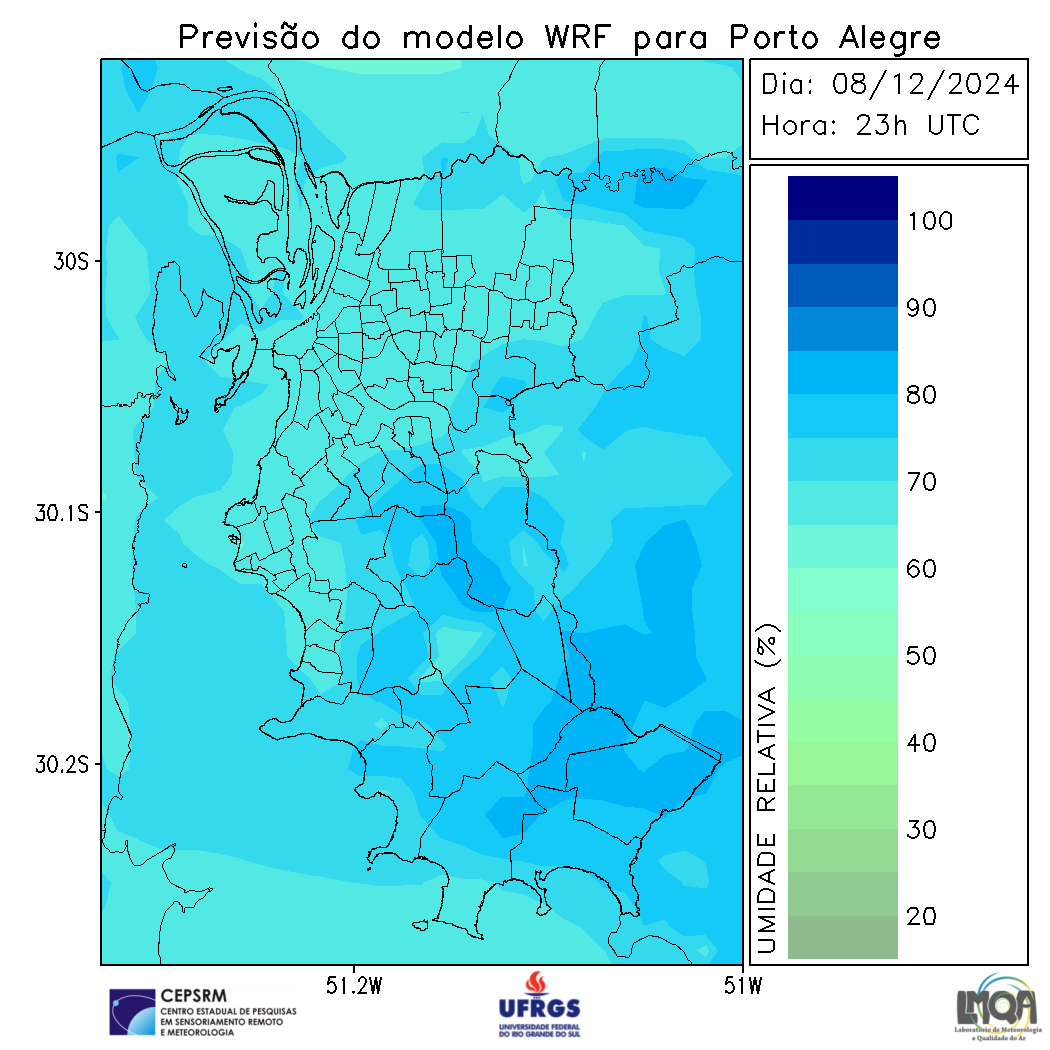 Previsão do modelo WRF para Porto Alegre
Dia: 08/12/2024
Hora: 23h UTC
100
90
80
70
60
50
40
30
20
UMIDADE RELATIVA (%)
30S
30.1S
30.2S
51.2W
51W
CEPSRM
CENTRO ESTADUAL DE PESQUISAS
EM SENSORIAMENTO REMOTO
E METEOROLOGIA
UFRGS
UNIVERSIDADE FEDERAL
DO RIO GRANDE DO SUL
LMQA
Laboratório de Meteorologia
e Qualidade do Ar